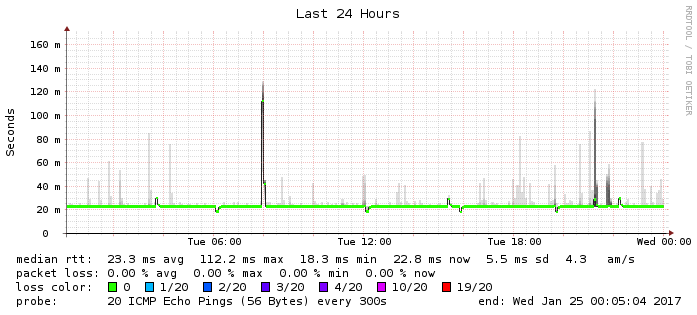 Last 24 Hours
RRDTOOL / TOBI OETIKER
Seconds
160 m
140 m
120 m
100 m
80 m
60 m
40 m
20 m
0
Tue 06:00 Tue 12:00 Tue 18:00 Wed 00:00
median rtt: 23.3 ms avg 112.2 ms max 18.3 ms min 22.8 ms now 5.5 ms sd 4.3 am/s
packet loss: 0.00 % avg 0.00 % max 0.00 % min 0.00 % now
loss color: 0 1/20 2/20 3/20 4/20 10/20 19/20
probe: 20 ICMP Echo Pings (56 Bytes) every 300s end: Wed Jan 25 00:05:04 2017